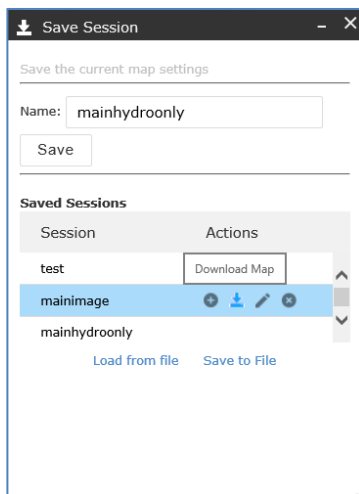 Save Session
Save the current map settings
Name: mainhydroonly
Save
Saved Sessions
Session Actions
test Download Map
mainimage
mainhydroonly
Load from file Save to File